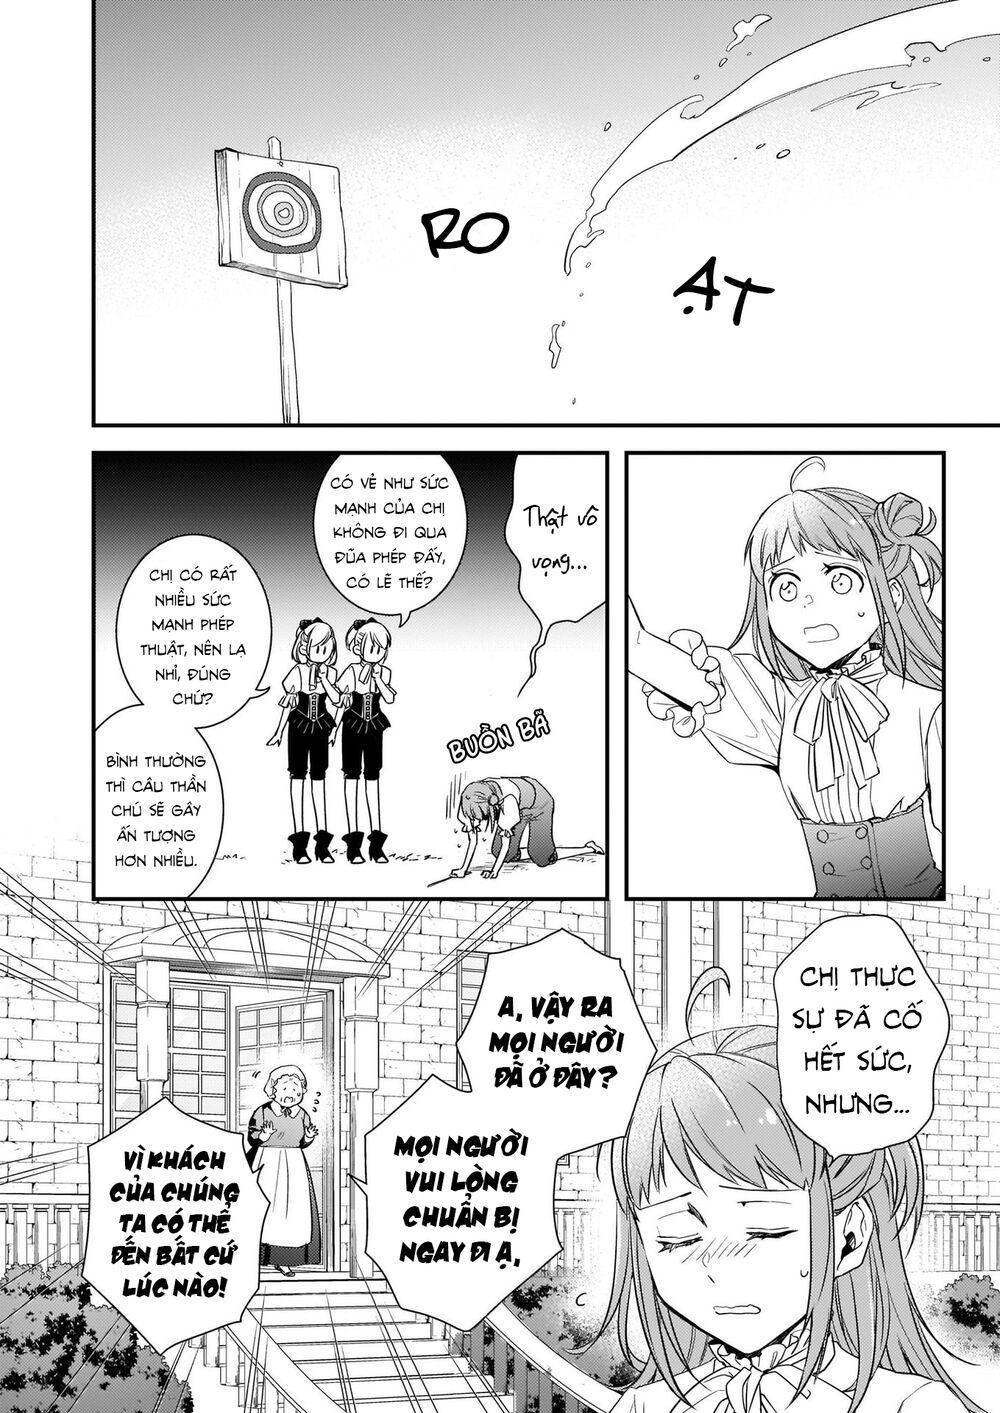 RO
ẠT
Thật vô
vọng...
CÓ VẺ NHƯ SỨC
MẠNH CỦA CHỊ
KHÔNG ĐI QUA
ĐŨA PHÉP ĐẤY,
CÓ LẼ THẾ?
CHỊ CÓ RẤT
NHIỀU SỨC
MẠNH PHÉP
THUẬT, NÊN LẠ
NHỈ, ĐÚNG
CHỨ?
BÌNH THƯỜNG
THÌ CÂU THẦN
CHÚ SẼ GÂY
ẤN TƯỢNG
HƠN NHIỀU.
BUỒN BÃ
CHỊ THỰC
SỰ ĐÃ CỐ
HẾT SỨC,
NHƯNG...
A, VẬY RA
MỌI NGƯỜI
ĐÃ Ở ĐÂY?
MỌI NGƯỜI
VUI LÒNG
CHUẨN BỊ
NGAY ĐI Ạ,
VÌ KHÁCH
CỦA CHÚNG
TA CÓ THỂ
ĐẾN BẤT CỨ
LÚC NÀO!